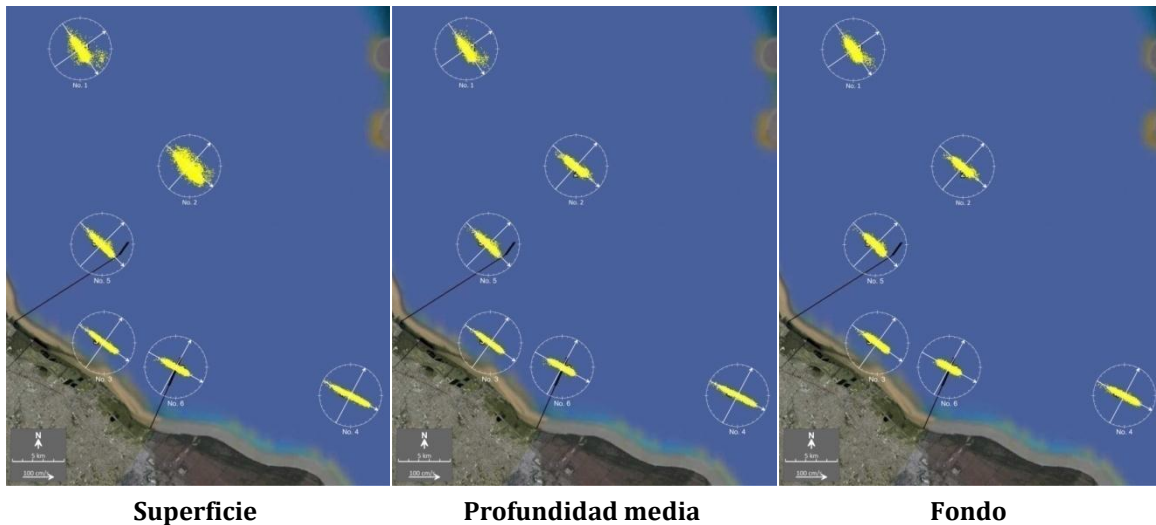 No. 1
No. 2
No. 5
No. 3
No. 6
No. 4
N
5 km
100 cm/s
No. 1
No. 2
No. 5
No. 3
No. 6
No. 4
N
5 km
100 cm/s
No. 1
No. 2
No. 5
No. 3
No. 6
No. 4
N
5 km
100 cm/s
Superficie
Profundidad media
Fondo